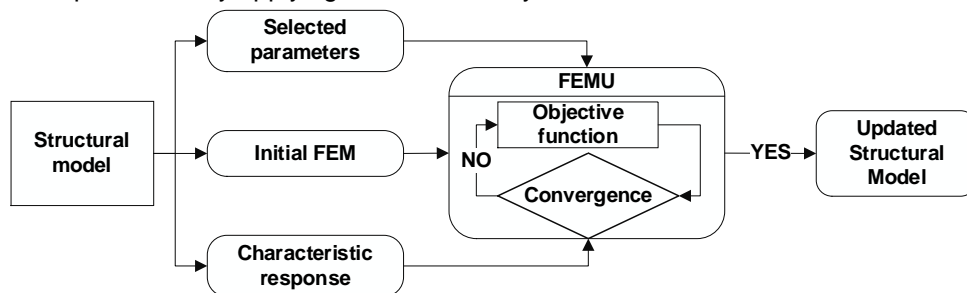 Selected
parameters
FEMU
Objective
function
Structural
model
Initial FEM
NO
Convergence
YES
Updated
Structural
Model
Characteristic
response